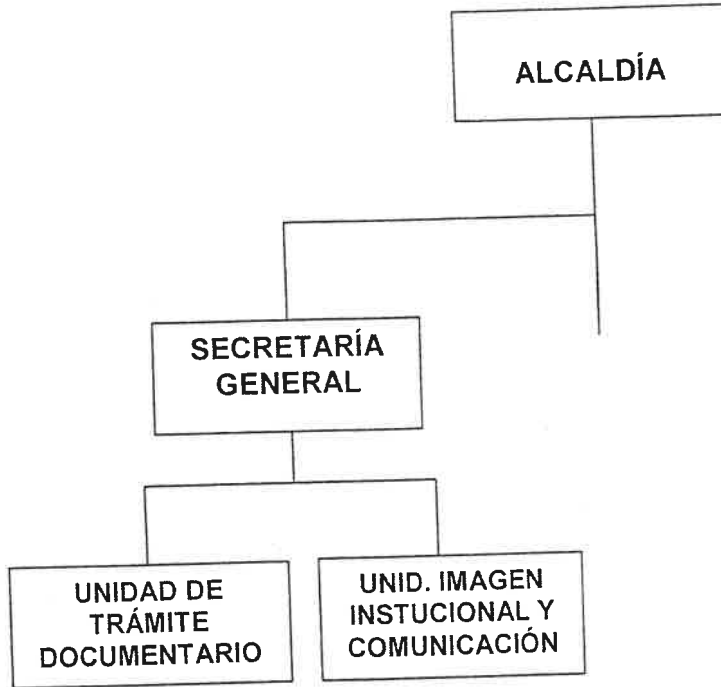 ALCALDÍA
SECRETARÍA
GENERAL
UNIDAD DE
TRÁMITE
DOCUMENTARIO
UNID. IMAGEN
INSTUCIONAL Y
COMUNICACIÓN